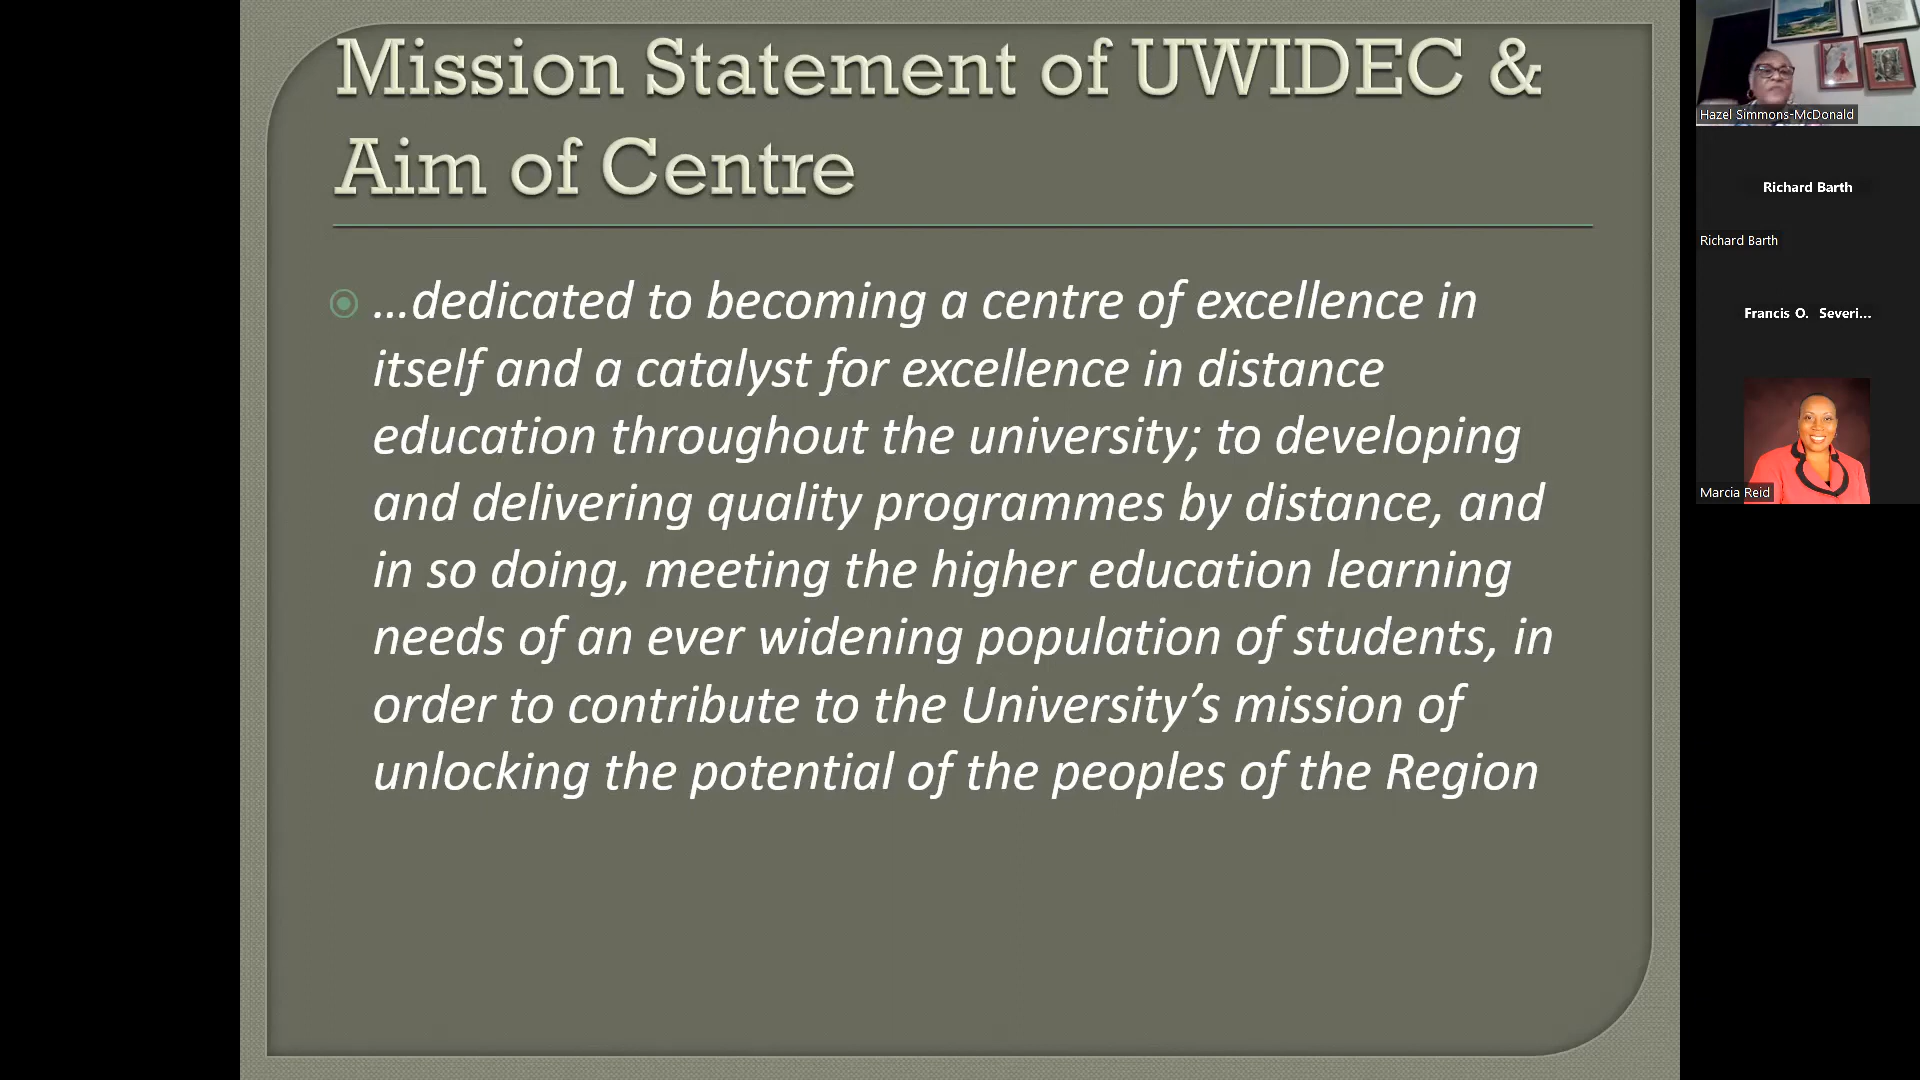 Mission Statement of UWIDEC &
Aim of Centre
...dedicated to becoming a centre of excellence in
itself and a catalyst for excellence in distance
education throughout the university; to developing
and delivering quality programmes by distance, and
in so doing, meeting the higher education learning
needs of an ever widening population of students, in
order to contribute to the University’s mission of
unlocking the potential of the peoples of the Region
Hazel Simmons-McDonald
Richard Barth
Richard Barth
Francis O. Severi...
Marcia Reid